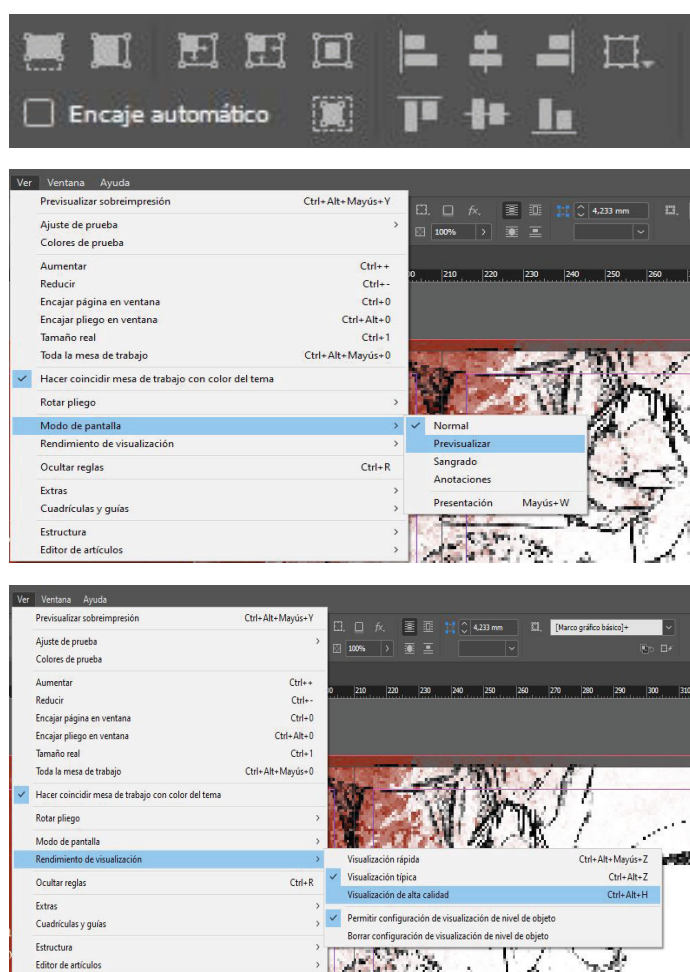 Encaje automático
Ver Ventana Ayuda
Previsualizar sobreimpresión Ctrl+Alt+Mayús+Y
Ajuste de prueba
Colores de prueba
Aumentar Ctrl++
Reducir Ctrl+-
Encajar página en ventana Ctrl+0
Encajar pliego en ventana Ctrl+Alt+0
Tamaño real Ctrl+1
Toda la mesa de trabajo Ctrl+Alt+Mayús+0
Hacer coincidir mesa de trabajo con color del tema
Rotar pliego
Modo de pantalla
Rendimiento de visualización
Ocultar reglas Ctrl+R
Extras
Cuadrículas y guías
Estructura
Editor de artículos
fx. 4,233 mm
100%
210 220 230 240 250 260
Normal
Previsualizar
Sangrado
Anotaciones
Presentación Mayús+W
Ver Ventana Ayuda
Previsualizar sobreimpresión Ctrl+Alt+Mayús+Y
Ajuste de prueba
Colores de prueba
Aumentar Ctrl++
Reducir Ctrl+-
Encajar página en ventana Ctrl+0
Encajar pliego en ventana Ctrl+Alt+0
Tamaño real Ctrl+1
Toda la mesa de trabajo Ctrl+Alt+Mayús+0
Hacer coincidir mesa de trabajo con color del tema
Rotar pliego
Modo de pantalla
Rendimiento de visualización
Ocultar reglas Ctrl+R
Extras
Cuadrículas y guías
Estructura
Editor de artículos
fx. 4,233 mm [Marco gráfico básico]+
100%
210 220 230 240 250 260 270 280 290 300 310
Visualización rápida Ctrl+Alt+Mayús+Z
Visualización típica Ctrl+Alt+Z
Visualización de alta calidad Ctrl+Alt+H
Permitir configuración de visualización de nivel de objeto
Borrar configuración de visualización de nivel de objeto